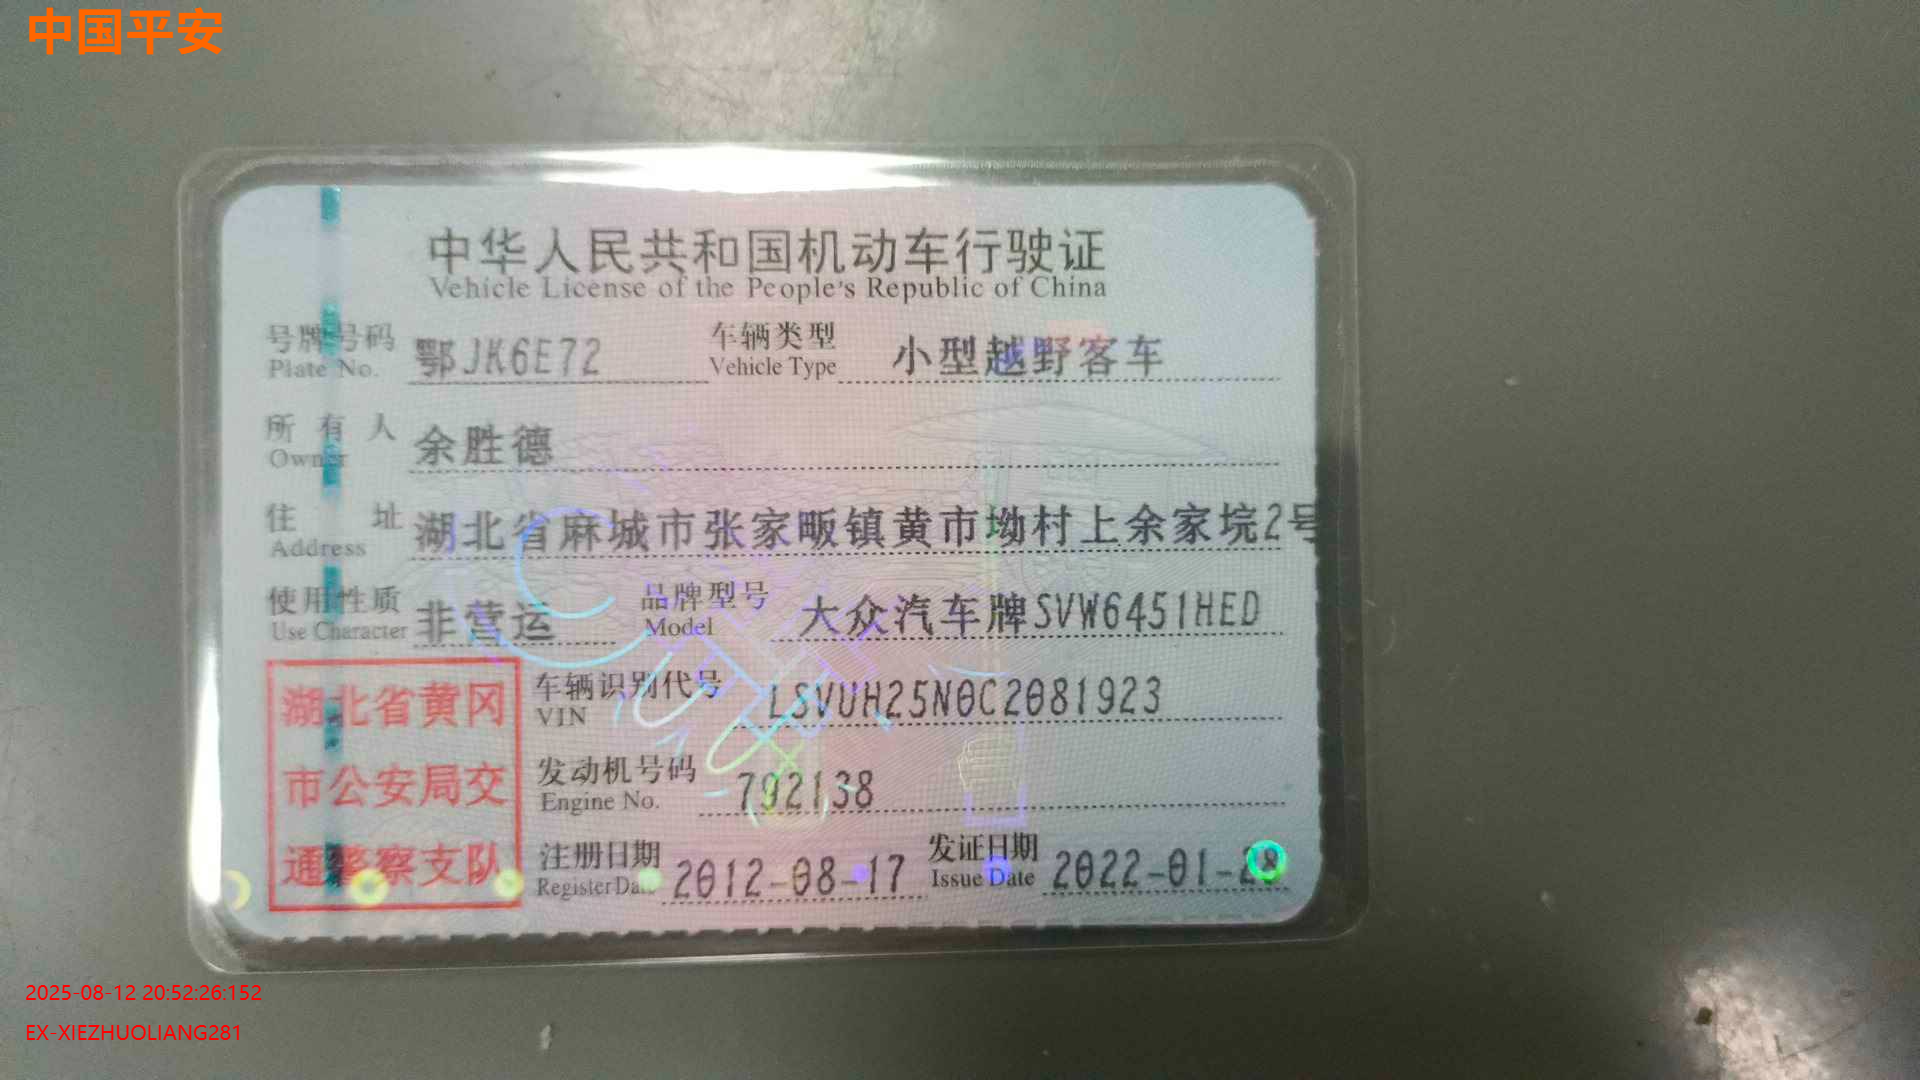 中国平安
中华人民共和国机动车行驶证
Vehicle License of the People's Republic of China
号牌号码 鄂JK6E72 车辆类型 小型越野客车
Plate No. Vehicle Type
所有人 余胜德
Owner
住址 湖北省麻城市张家畈镇黄市坳村上余家垸2号
Address
使用性质 非营运 品牌型号 大众汽车牌SVW6451HED
Use Character Model
湖北省黄冈
市公安局交
通警察支队
车辆识别代号 LSVUH25N0C2081923
VIN
发动机号码 792138
Engine No.
注册日期 2012-08-17 发证日期 2022-01-28
Register Date Issue Date
2025-08-12 20:52:26:152
EX-XIEZHUOLIANG281